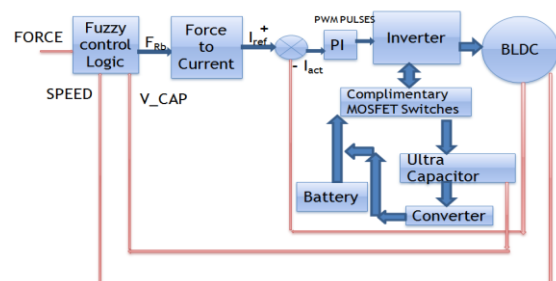 FORCE
Fuzzy
control
Logic
F_Rb
Force
to
Current
I_ref
+
-
I_act
PWM PULSES
PI
Inverter
BLDC
SPEED
V_CAP
Complimentary
MOSFET Switches
Ultra
Capacitor
Battery
Converter